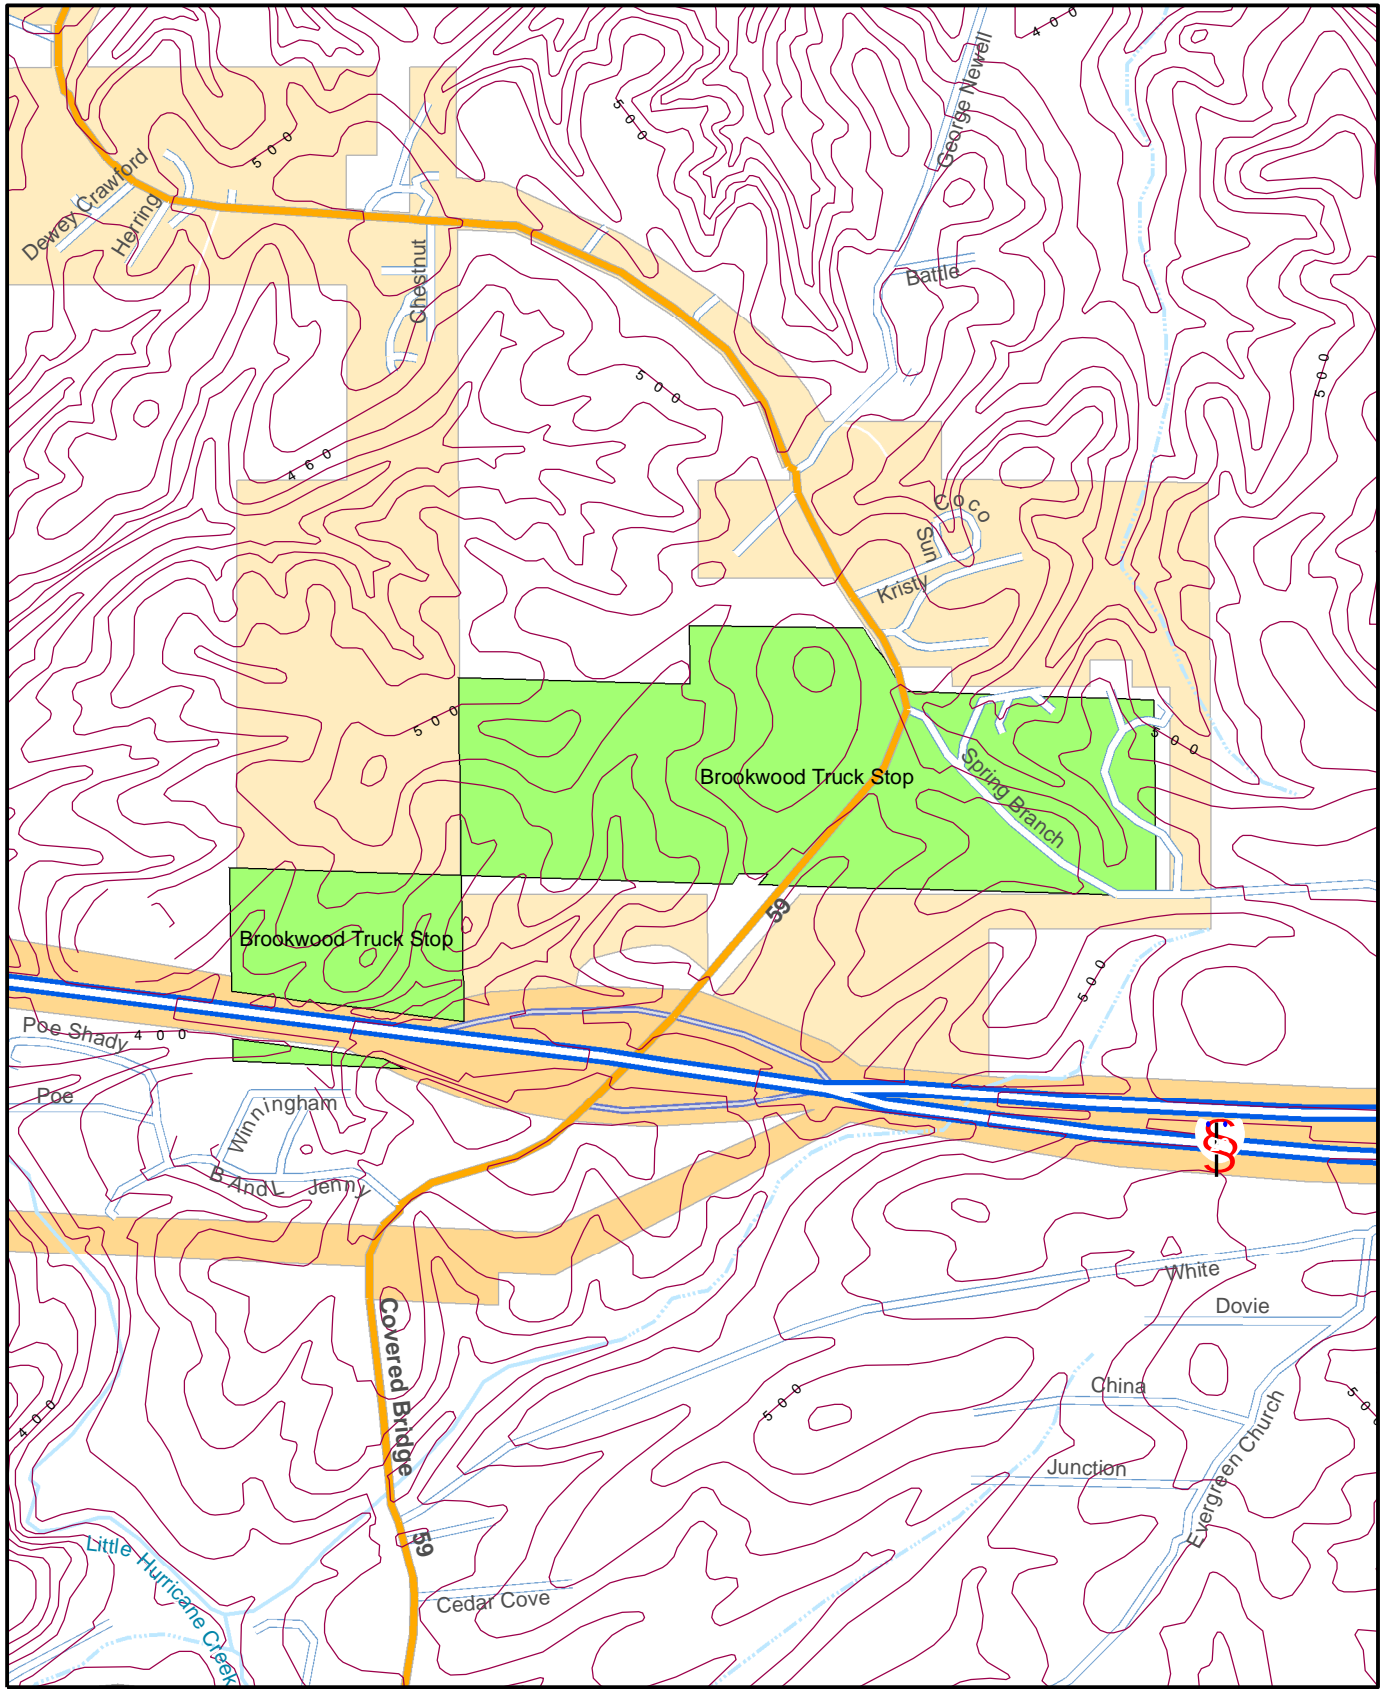 400
George Newell
500
500
Dewey Crawford
Herring
Chestnut
Battle
500
500
460
Coco
Sun
Kristy
500
500
Brookwood Truck Stop
Spring Branch
59
Brookwood Truck Stop
500
Poe Shady
400
Poe
Winningham
B And L
Jenny
White
Dovie
Covered Bridge
China
500
500
400
Evergreen Church
Junction
59
Little Hurricane Creek
Cedar Cove